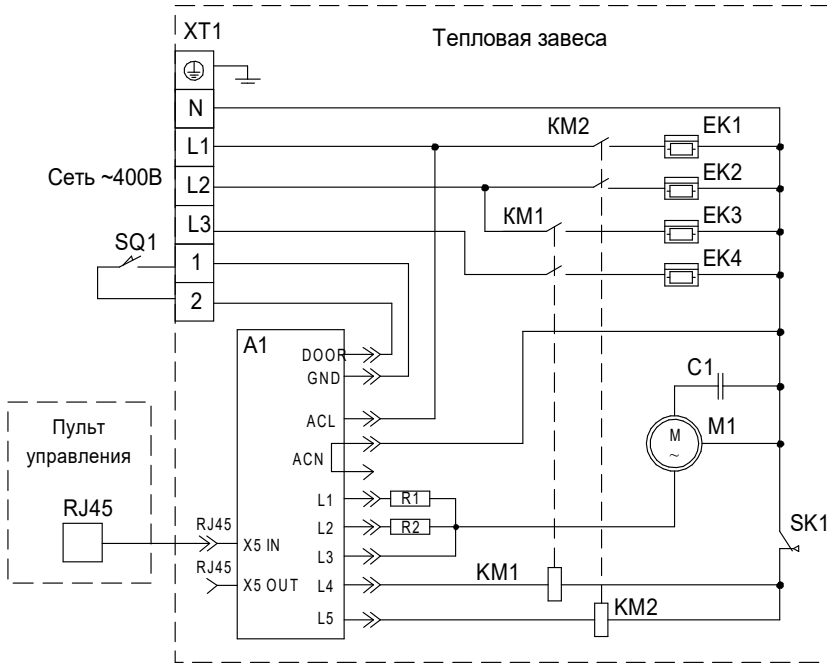 XT1
Тепловая завеса
N
L1
L2
L3
1
2
Сеть ~400В
SQ1
КМ2
EK1
EK2
КМ1
EK3
EK4
A1
DOOR
GND
ACL
ACN
L1
L2
L3
L4
L5
R1
R2
C1
M
~
M1
SK1
KM1
KM2
Пульт
управления
RJ45
RJ45
X5 IN
RJ45
X5 OUT